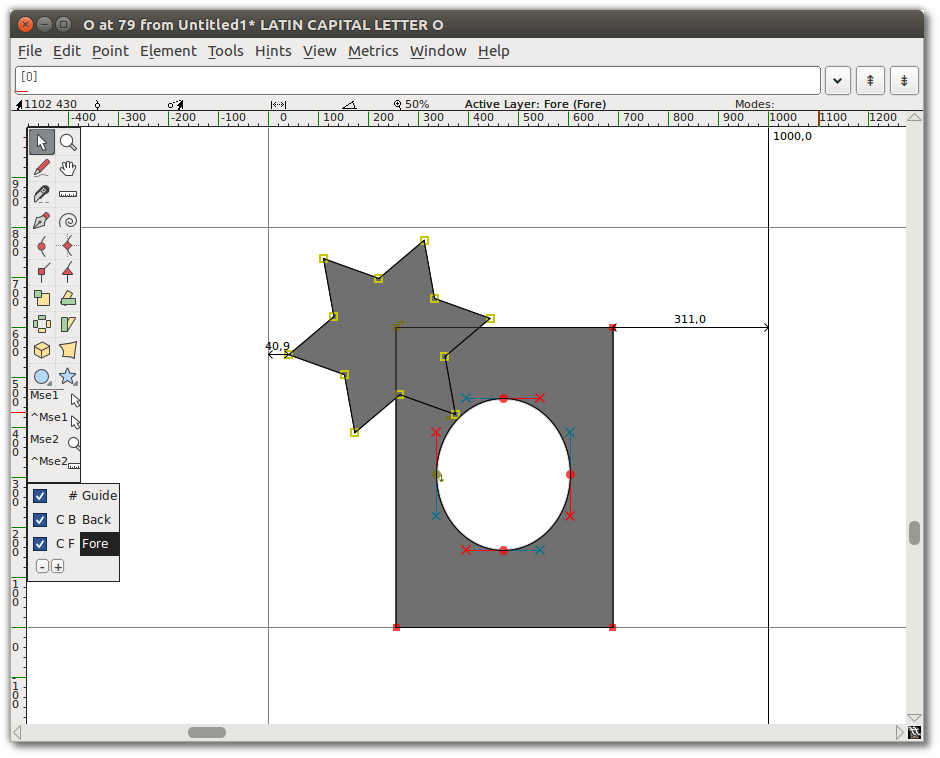 O at 79 from Untitled1* LATIN CAPITAL LETTER O
File Edit Point Element Tools Hints View Metrics Window Help
[O]
1102 430 50% Active Layer: Fore (Fore) Modes:
-400 -300 -200 -100 0 100 200 300 400 500 600 700 800 900 1000 1100 1200
1000,0
900
800
700
600
500
400
300
200
100
0
100
311,0
40,9
Mse1
^Mse1
Mse2
^Mse2
# Guide
C B Back
C F Fore
- +